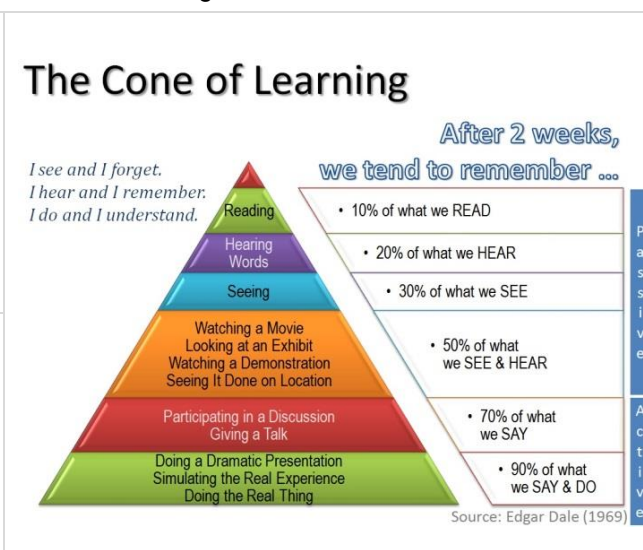 The Cone of Learning
After 2 weeks,
we tend to remember ...
I see and I forget.
I hear and I remember.
I do and I understand.
Reading
• 10% of what we READ
Hearing
Words
• 20% of what we HEAR
Seeing
• 30% of what we SEE
Watching a Movie
Looking at an Exhibit
Watching a Demonstration
Seeing It Done on Location
• 50% of what
we SEE & HEAR
Participating in a Discussion
Giving a Talk
• 70% of what
we SAY
Doing a Dramatic Presentation
Simulating the Real Experience
Doing the Real Thing
• 90% of what
we SAY & DO
Source: Edgar Dale (1969)
P
a
s
s
i
v
e
A
c
t
i
v
e